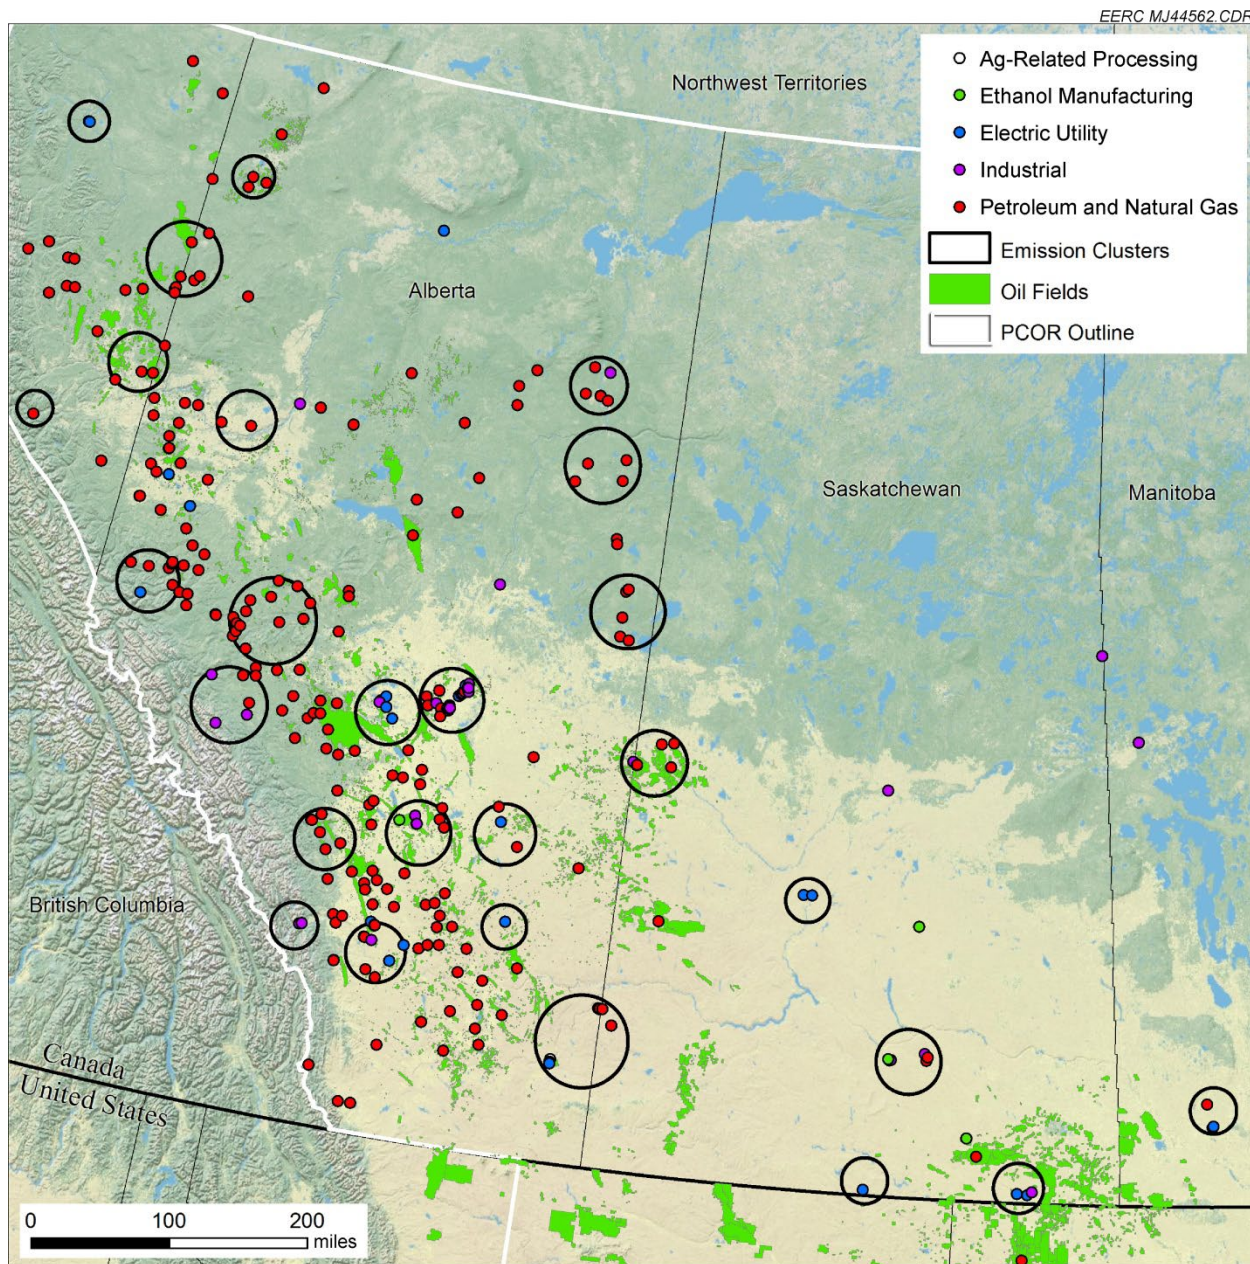 EERC MJ44562.CDR
Ag-Related Processing
Ethanol Manufacturing
Electric Utility
Industrial
Petroleum and Natural Gas
Emission Clusters
Oil Fields
PCOR Outline
Northwest Territories
Alberta
Saskatchewan
Manitoba
British Columbia
Canada
United States
0 100 200
miles